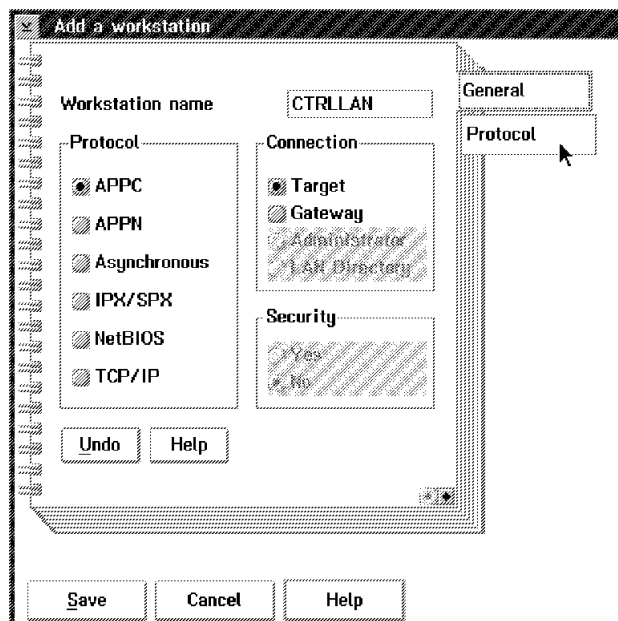 Add a workstation
Workstation name CTRLLAN
General
Protocol
Protocol
APPC
APPN
Asynchronous
IPX/SPX
NetBIOS
TCP/IP
Connection
Target
Gateway
Administrator
LAN Directory
Security
Yes
No
Undo Help
Save Cancel Help